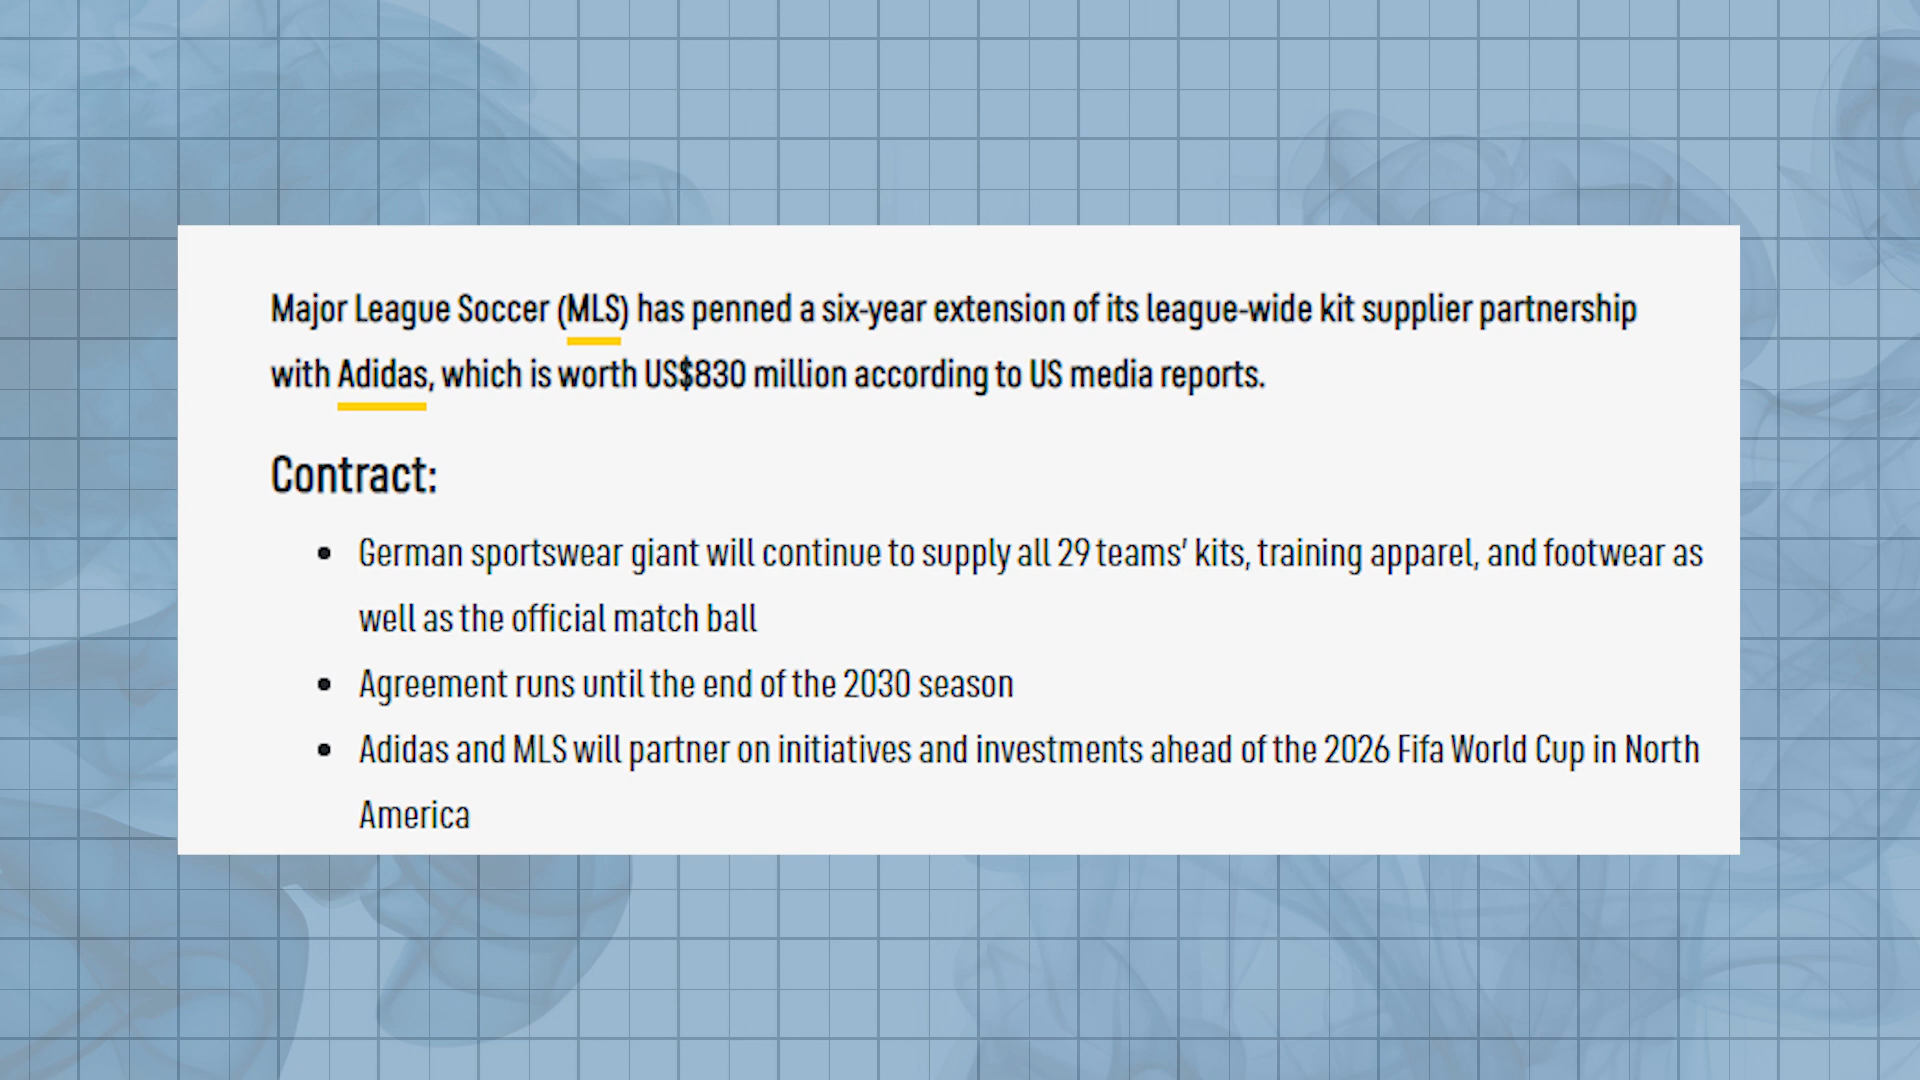 Major League Soccer (MLS) has penned a six-year extension of its league-wide kit supplier partnership
with Adidas, which is worth US$830 million according to US media reports.
Contract:
• German sportswear giant will continue to supply all 29 teams' kits, training apparel, and footwear as
well as the official match ball
• Agreement runs until the end of the 2030 season
• Adidas and MLS will partner on initiatives and investments ahead of the 2026 Fifa World Cup in North
America